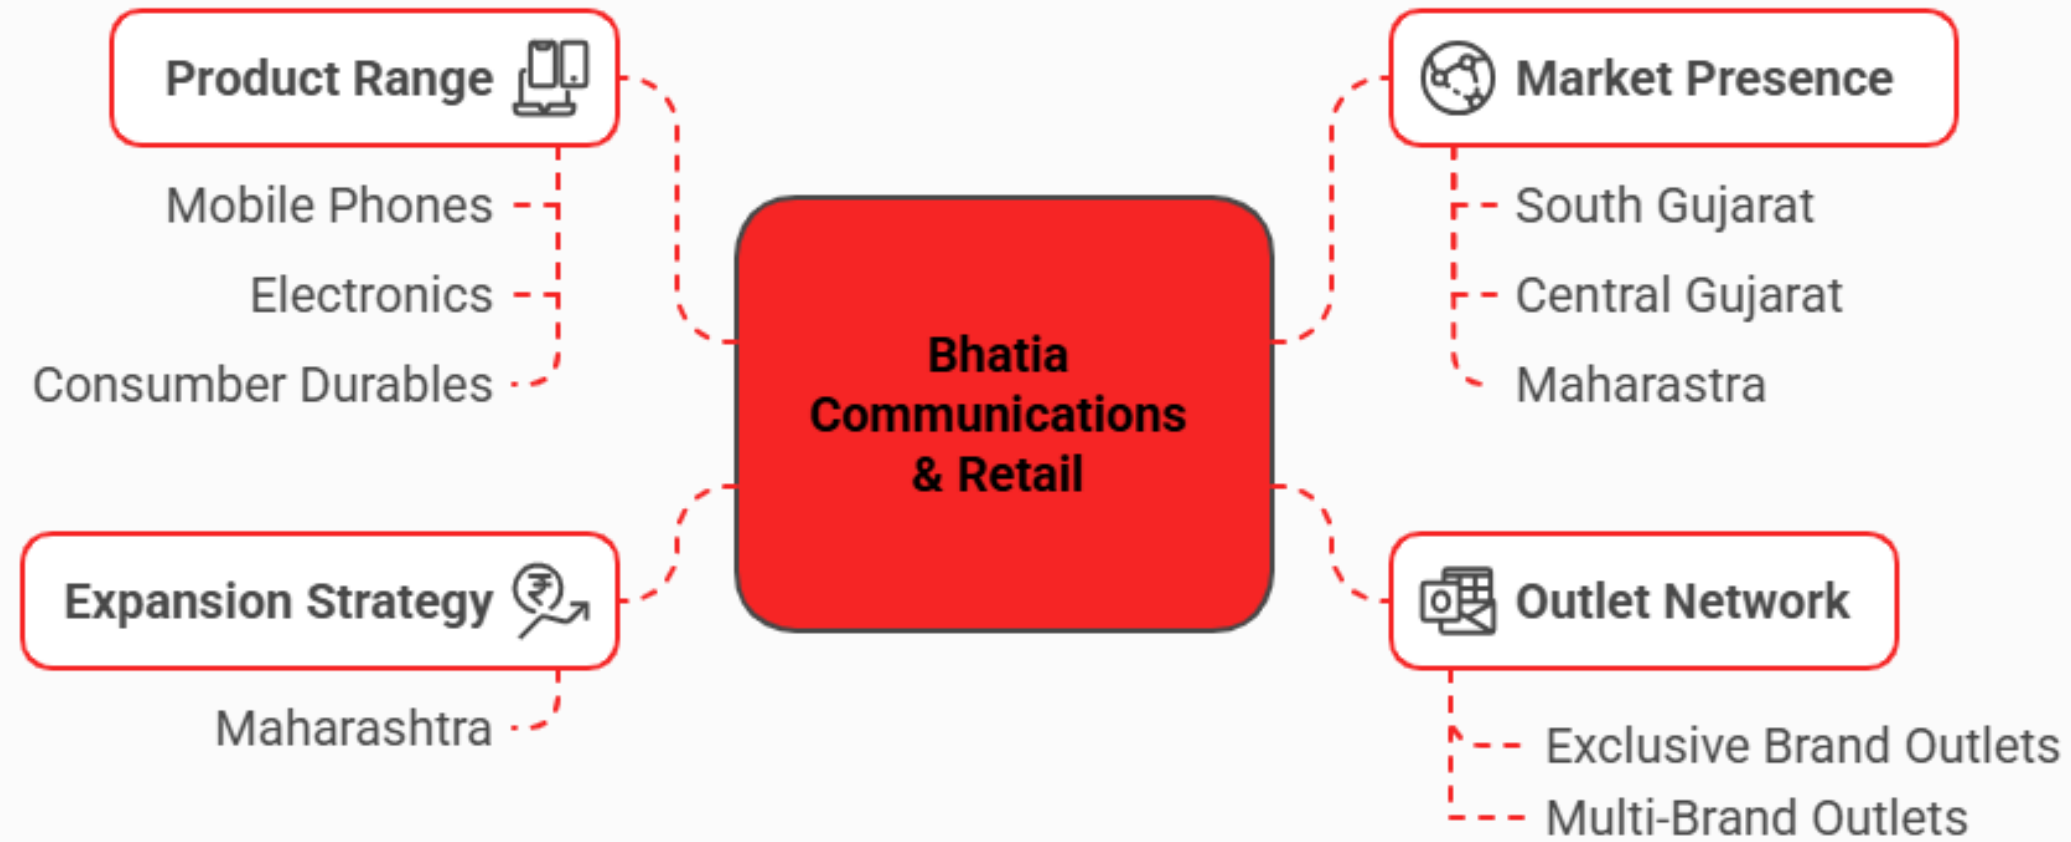 Product Range
Mobile Phones
Electronics
Consumber Durables
Expansion Strategy
Maharashtra
Bhatia
Communications
& Retail
Market Presence
South Gujarat
Central Gujarat
Maharastra
Outlet Network
Exclusive Brand Outlets
Multi-Brand Outlets